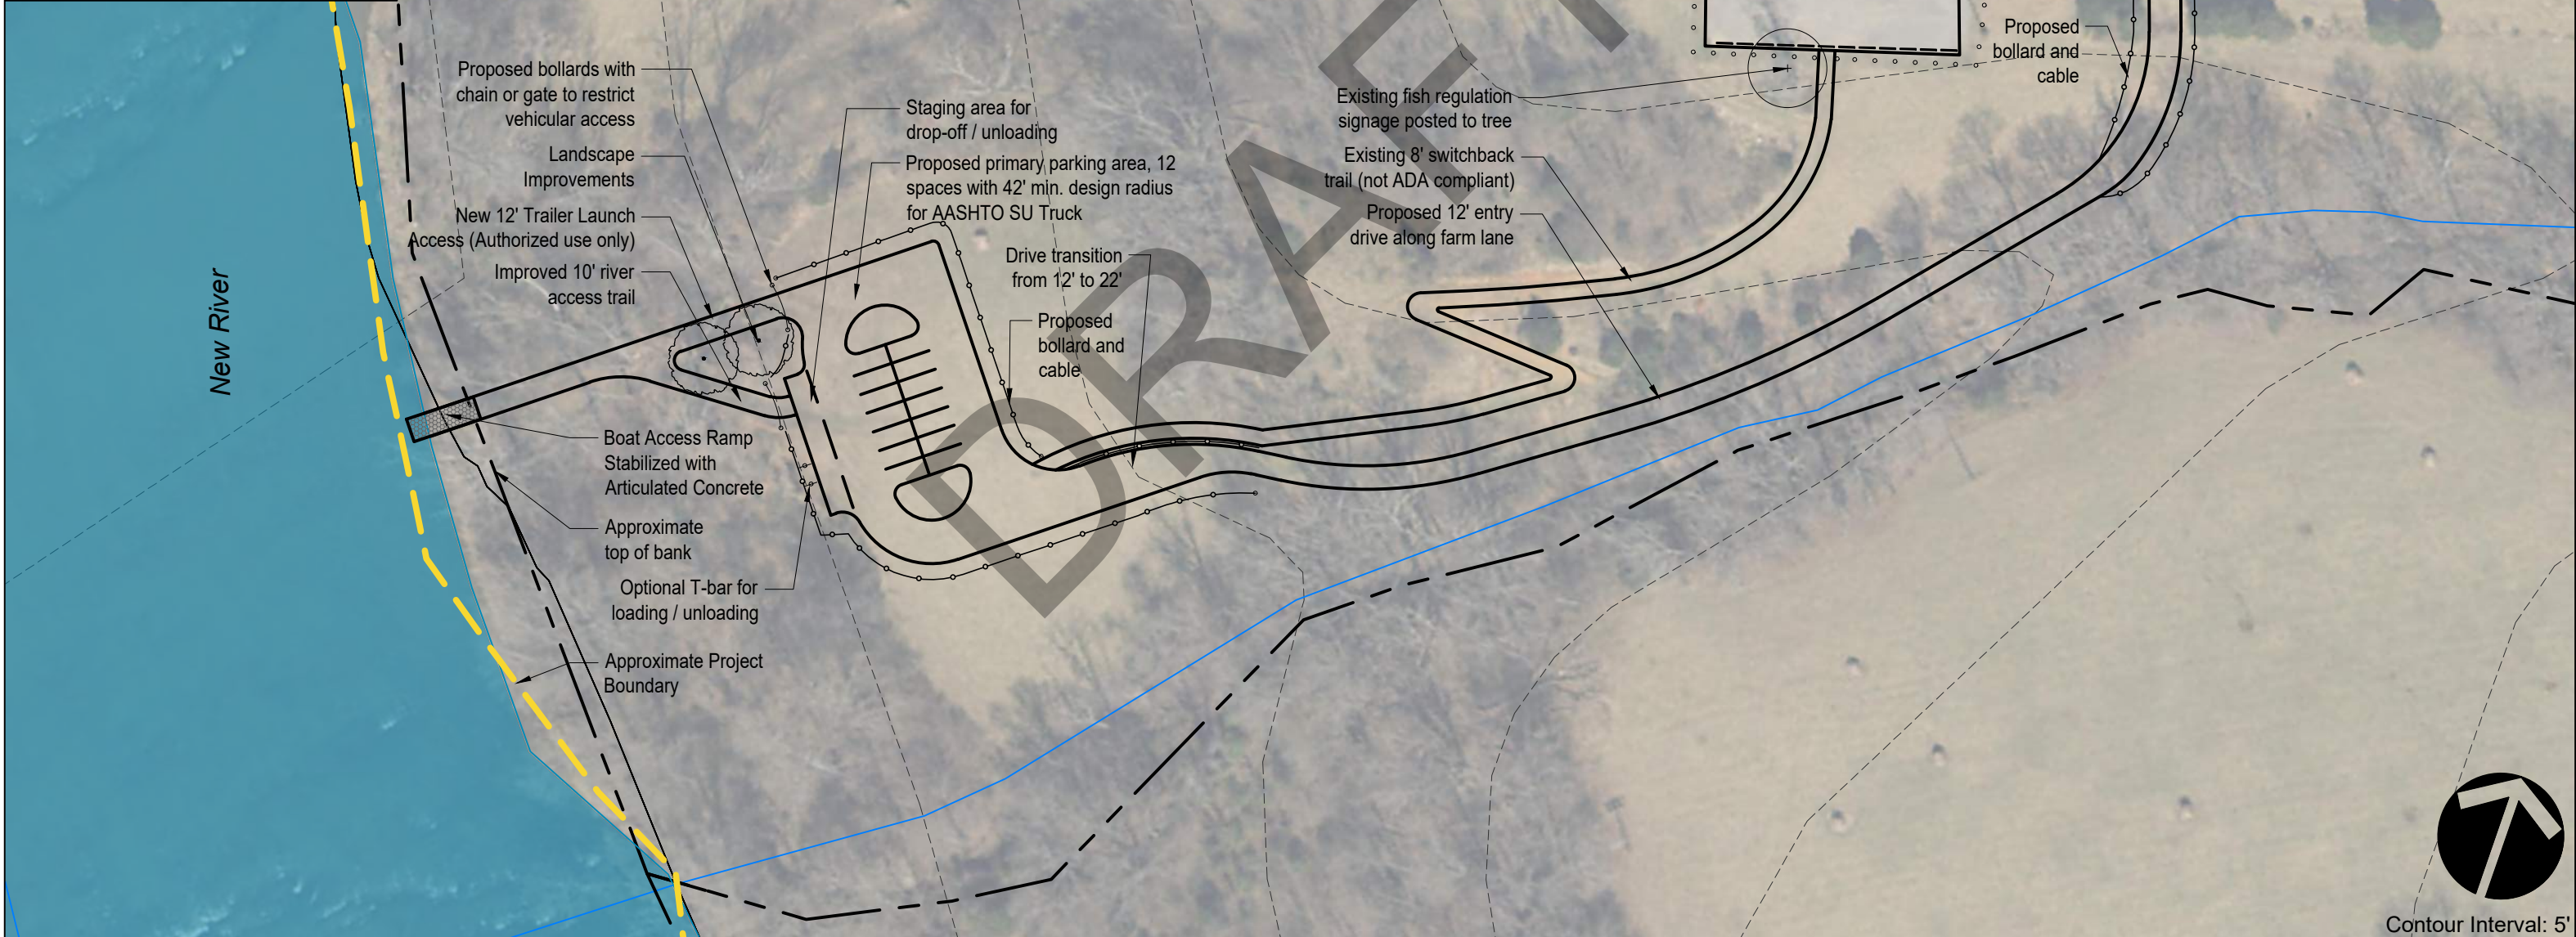 Proposed bollards with
chain or gate to restrict
vehicular access
Landscape
Improvements
New 12' Trailer Launch
Access (Authorized use only)
Improved 10' river
access trail
New River
Staging area for
drop-off / unloading
Proposed primary parking area, 12
spaces with 42' min. design radius
for AASHTO SU Truck
Drive transition
from 12' to 22'
Proposed
bollard and
cable
Existing fish regulation
signage posted to tree
Existing 8' switchback
trail (not ADA compliant)
Proposed 12' entry
drive along farm lane
Proposed
bollard and
cable
Boat Access Ramp
Stabilized with
Articulated Concrete
Approximate
top of bank
Optional T-bar for
loading / unloading
Approximate Project
Boundary
DRAFT
Contour Interval: 5'